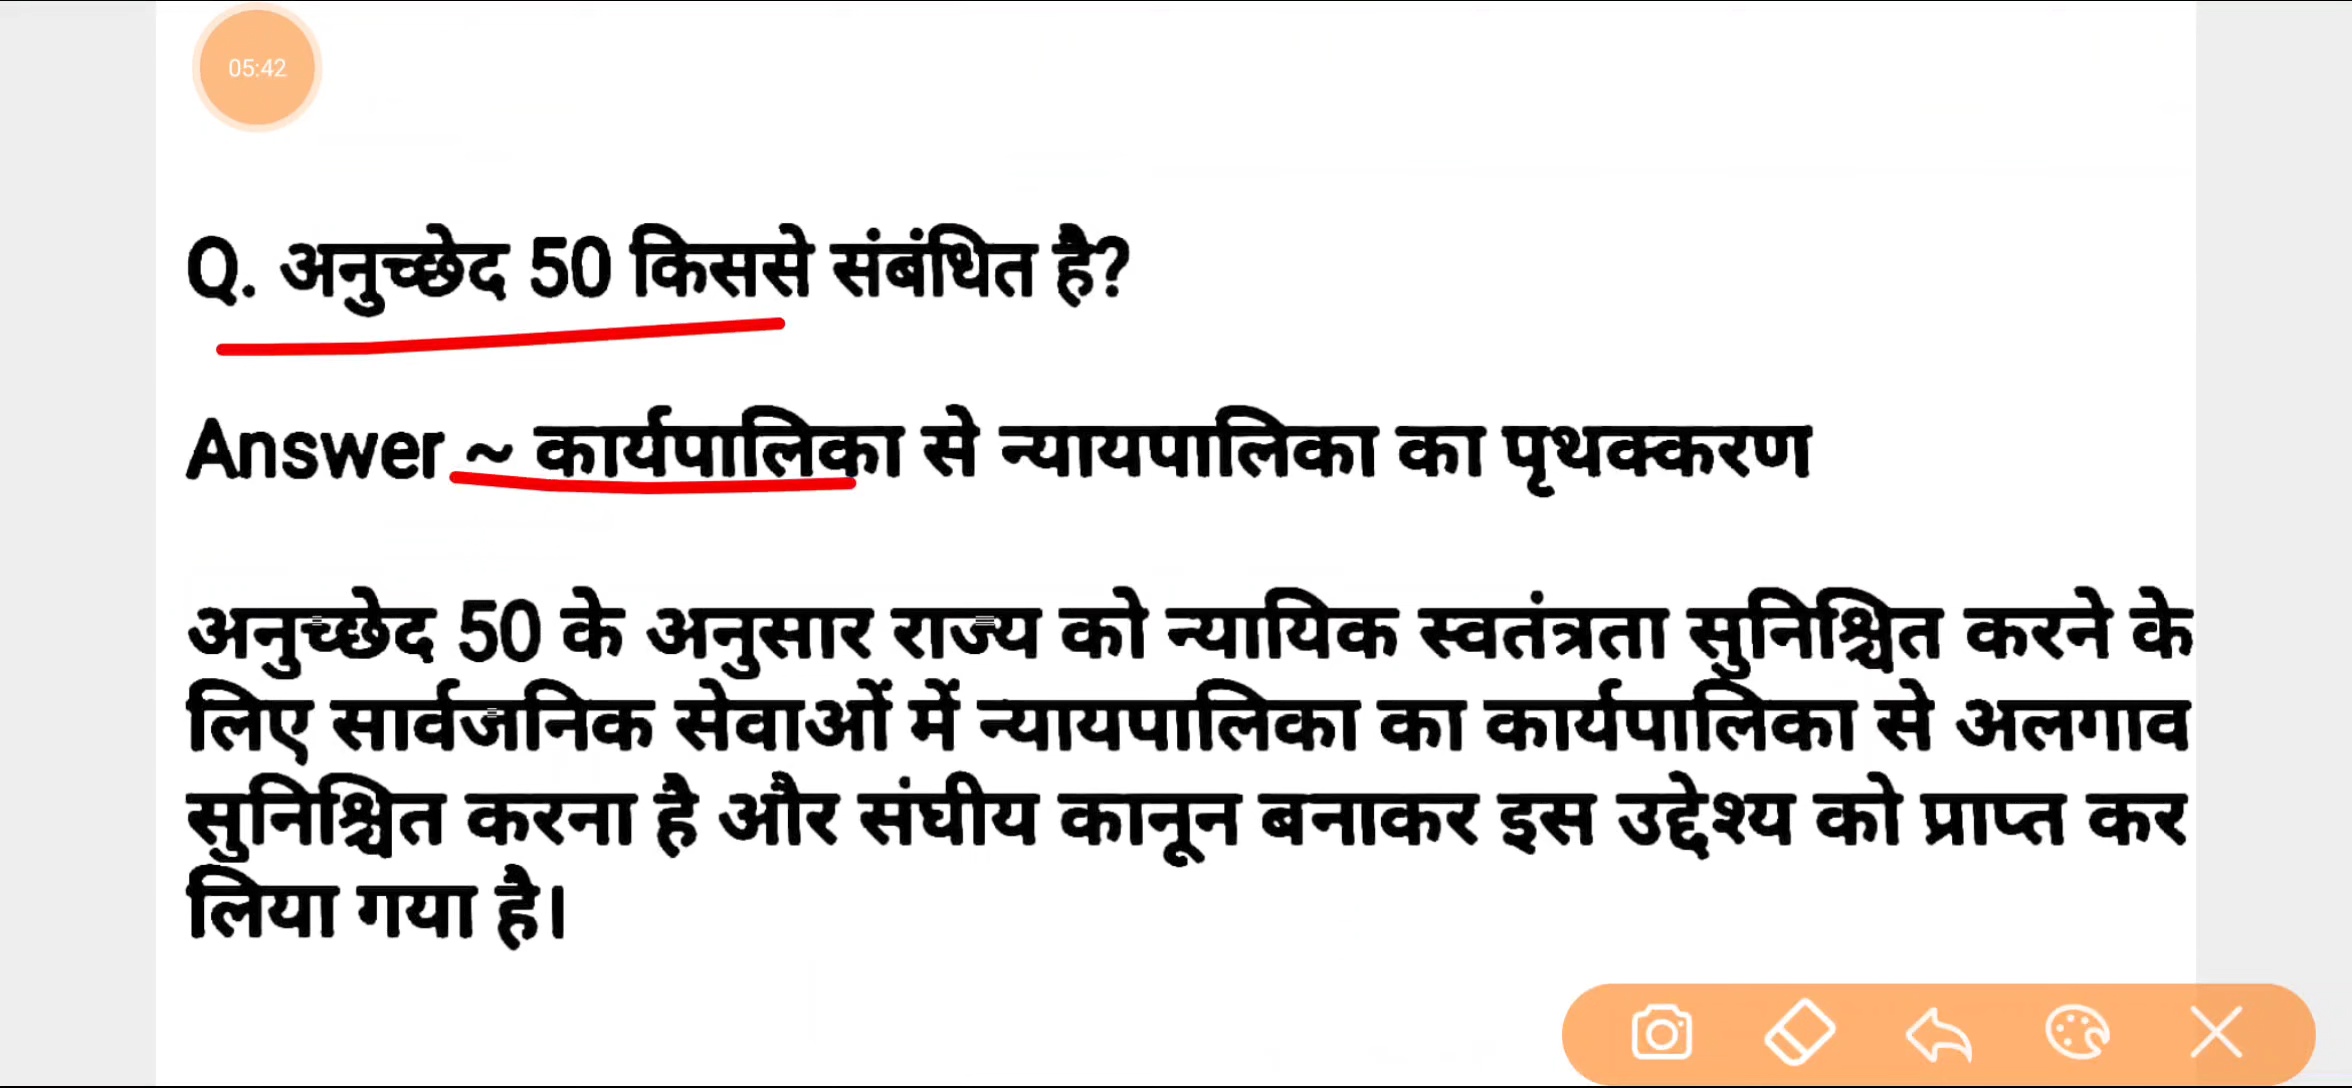 05:42
Q. अनुच्छेद 50 किससे संबंधित है?
Answer ~ कार्यपालिका से न्यायपालिका का पृथक्करण
अनुच्छेद 50 के अनुसार राज्य को न्यायिक स्वतंत्रता सुनिश्चित करने के
लिए सार्वजनिक सेवाओं में न्यायपालिका का कार्यपालिका से अलगाव
सुनिश्चित करना है और संघीय कानून बनाकर इस उद्देश्य को प्राप्त कर
लिया गया है।